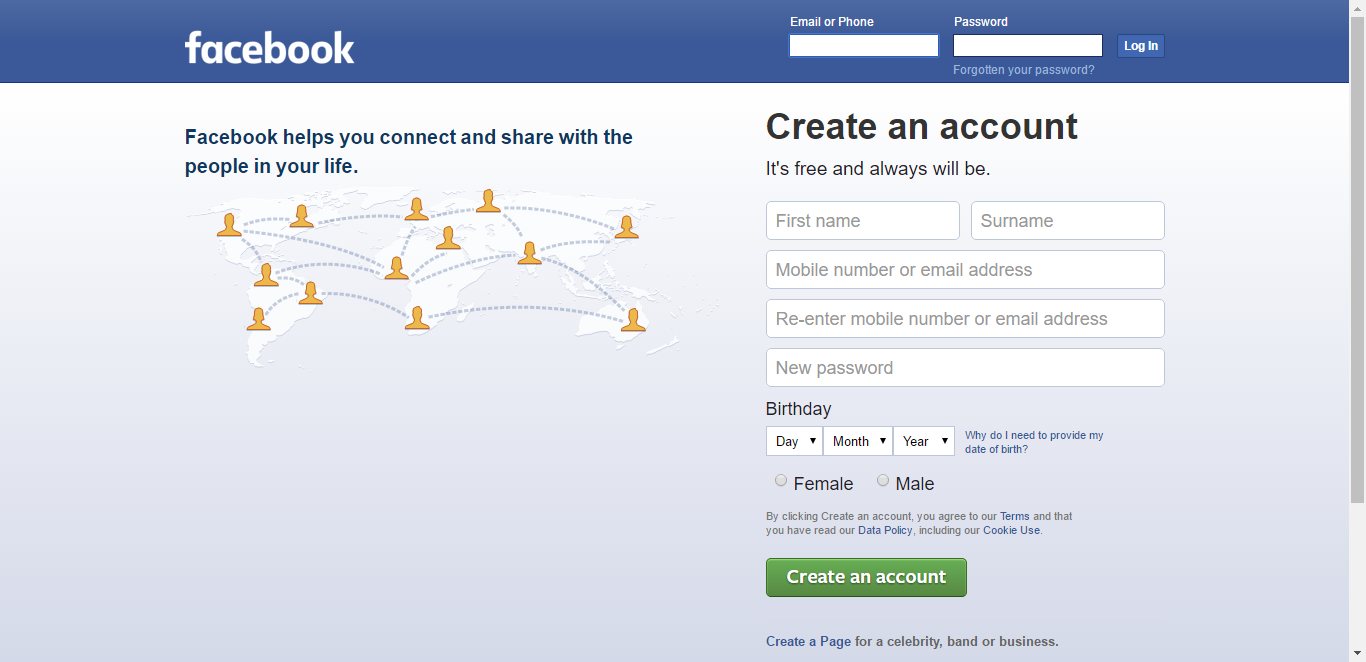 facebook
Email or Phone
Password
Log In
Forgotten your password?
Facebook helps you connect and share with the
people in your life.
Create an account
It's free and always will be.
First name
Surname
Mobile number or email address
Re-enter mobile number or email address
New password
Birthday
Day
Month
Year
Why do I need to provide my
date of birth?
Female
Male
By clicking Create an account, you agree to our Terms and that
you have read our Data Policy, including our Cookie Use.
Create an account
Create a Page for a celebrity, band or business.